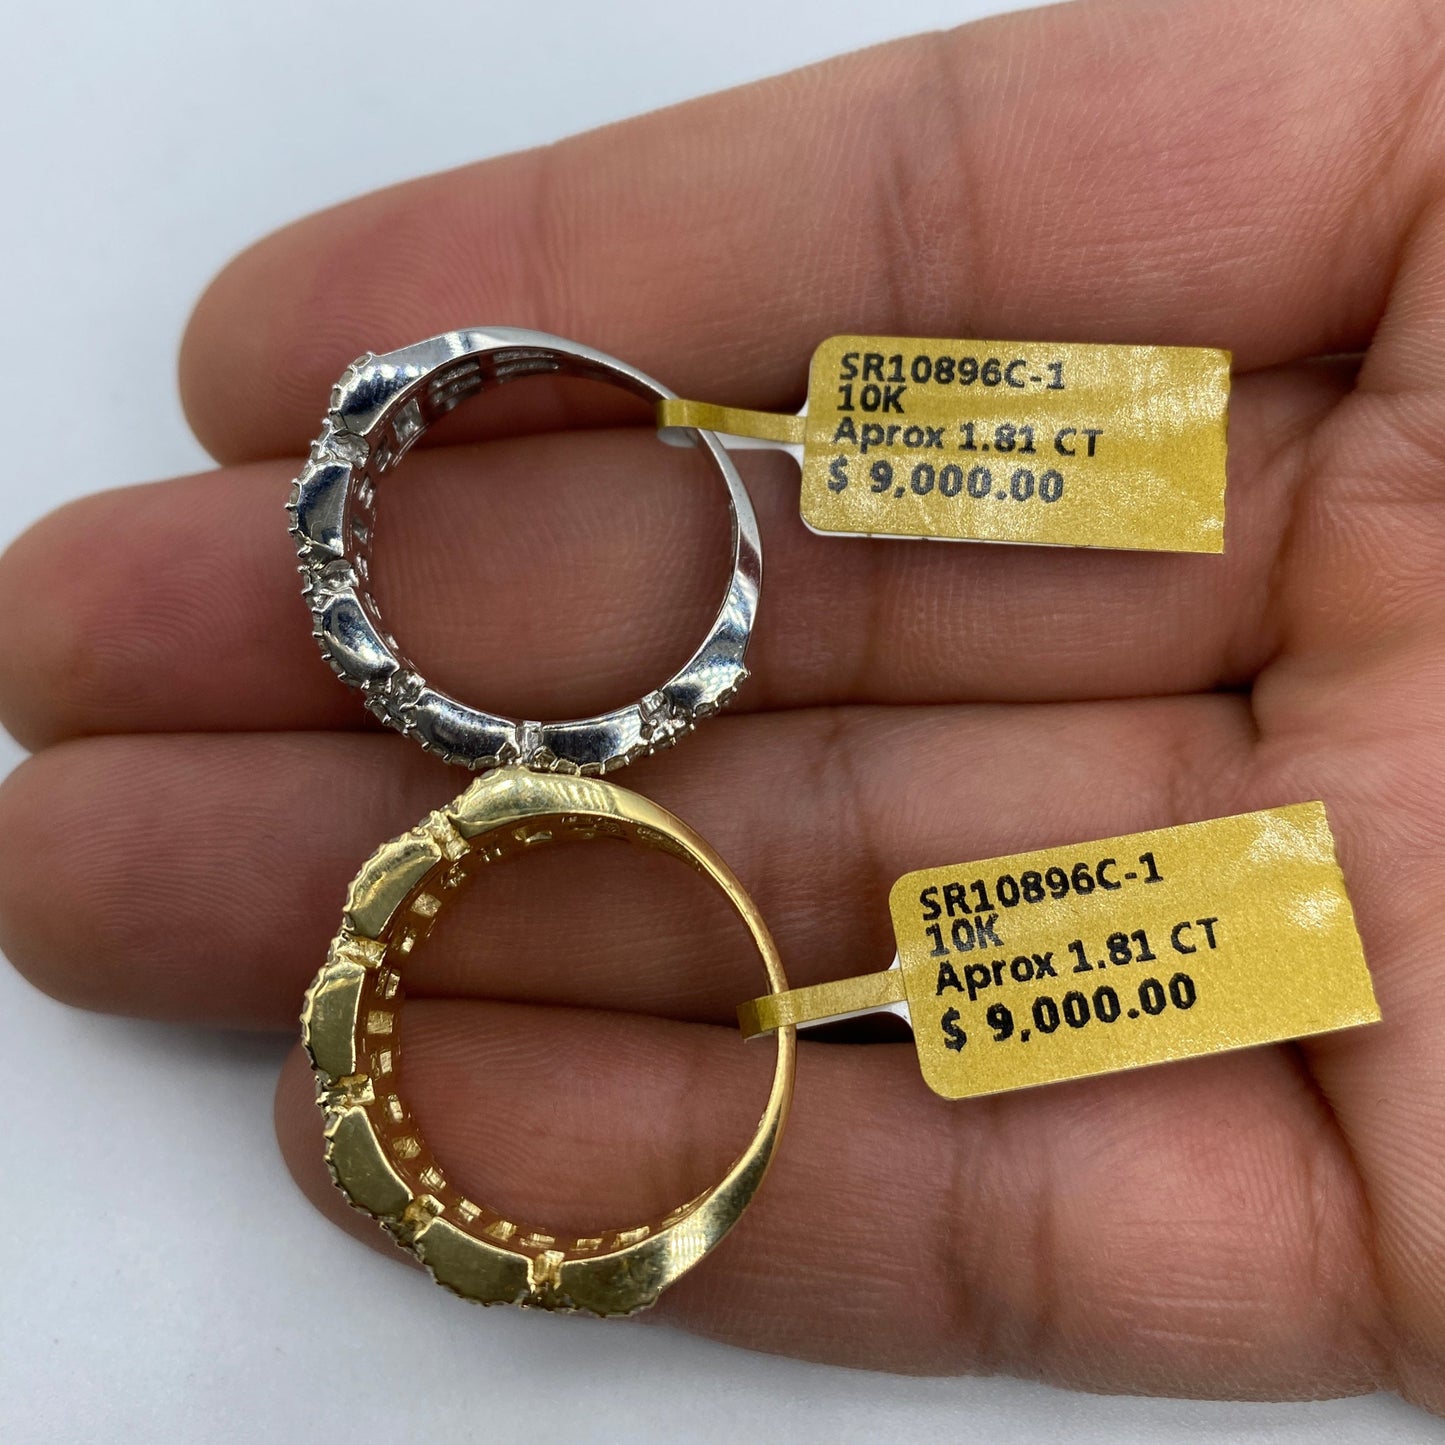 SR10896C-1
10K
Aprox 1.81 CT
$ 9,000.00
SR10896C-1
10K
Aprox 1.81 CT
$ 9,000.00